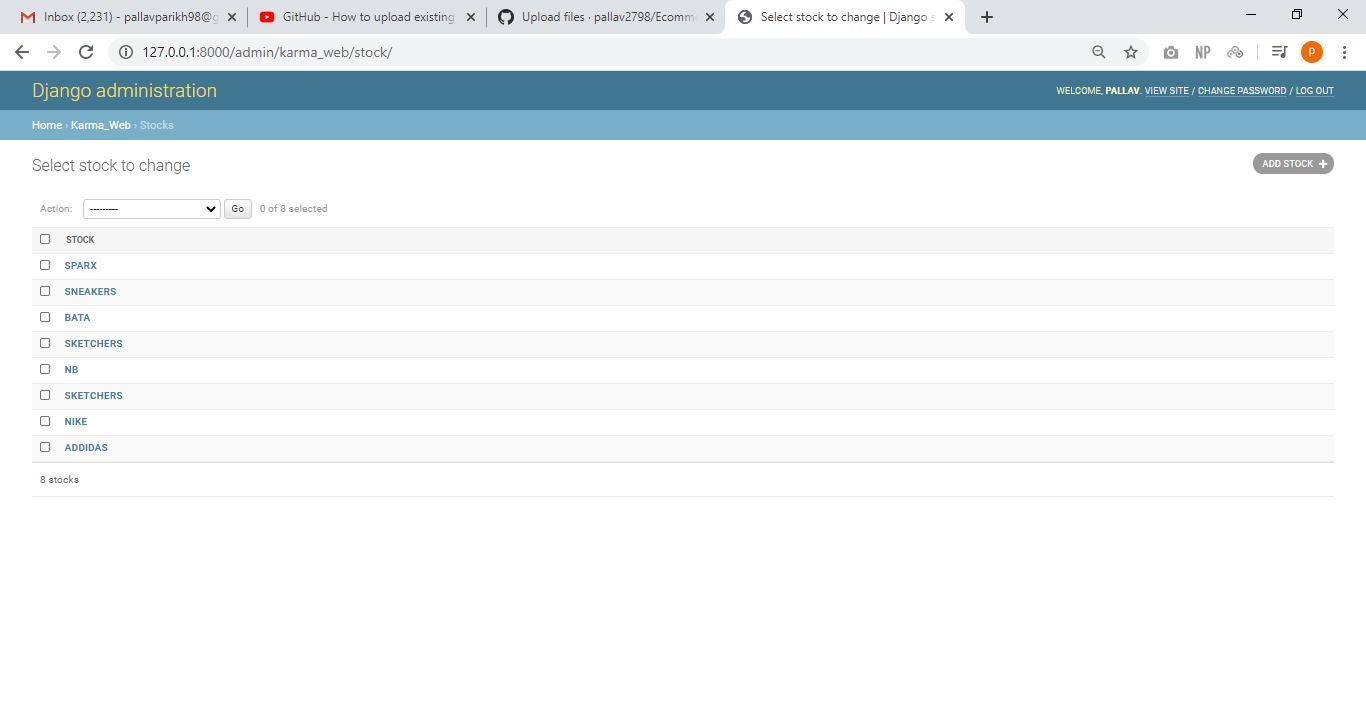 Inbox (2,231) - pallavparikh98@g
GitHub - How to upload existing
Upload files · pallav2798/Ecomm
Select stock to change | Django s
127.0.0.1:8000/admin/karma_web/stock/
NP
P
Django administration
WELCOME, PALLAV. VIEW SITE / CHANGE PASSWORD / LOG OUT
Home › Karma_Web › Stocks
Select stock to change
ADD STOCK +
Action: --------- Go 0 of 8 selected
STOCK
SPARX
SNEAKERS
BATA
SKETCHERS
NB
SKETCHERS
NIKE
ADDIDAS
8 stocks